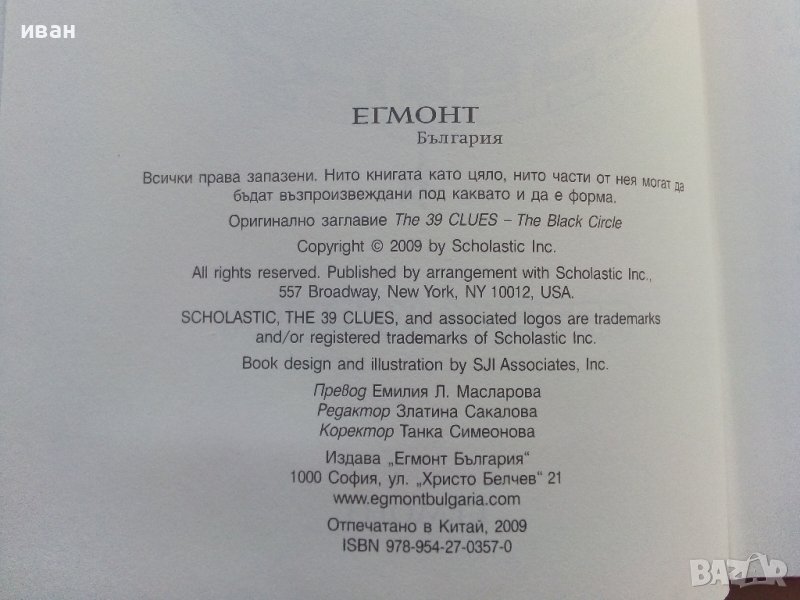 иван
ЕГМОНТ
България
Всички права запазени. Нито книгата като цяло, нито части от нея могат да
бъдат възпроизвеждани под каквато и да е форма.
Оригинално заглавие The 39 CLUES – The Black Circle
Copyright © 2009 by Scholastic Inc.
All rights reserved. Published by arrangement with Scholastic Inc.,
557 Broadway, New York, NY 10012, USA.
SCHOLASTIC, THE 39 CLUES, and associated logos are trademarks
and/or registered trademarks of Scholastic Inc.
Book design and illustration by SJI Associates, Inc.
Превод Емилия Л. Масларова
Редактор Златина Сакалова
Коректор Танка Симеонова
Издава „Егмонт България"
1000 София, ул. „Христо Белчев" 21
www.egmontbulgaria.com
Отпечатано в Китай, 2009
ISBN 978-954-27-0357-0
BAZAR